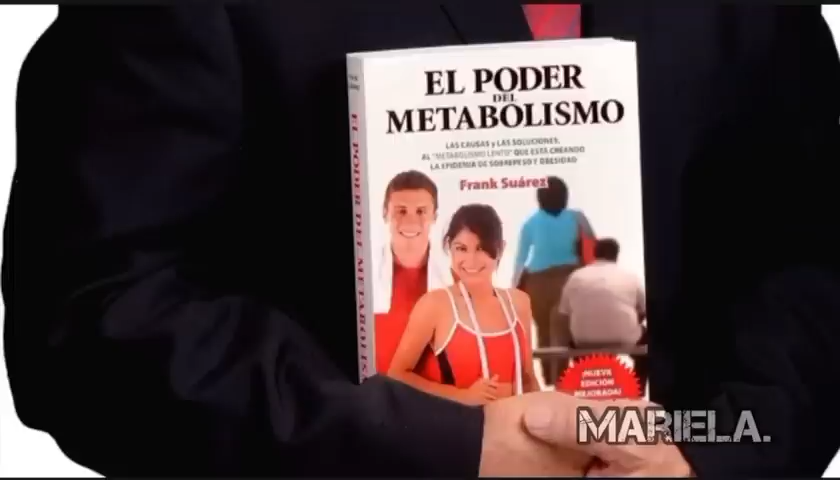 EL PODER
DEL
METABOLISMO
LAS CAUSAS y LAS SOLUCIONES,
AL "METABOLISMO LENTO" QUE ESTÁ CREANDO
LA EPIDEMIA DE SOBREPESO Y OBESIDAD
Frank Suárez
EL PODER DEL METABOLIS
¡NUEVA
EDICIÓN
MEJORADA!
MARIELA.